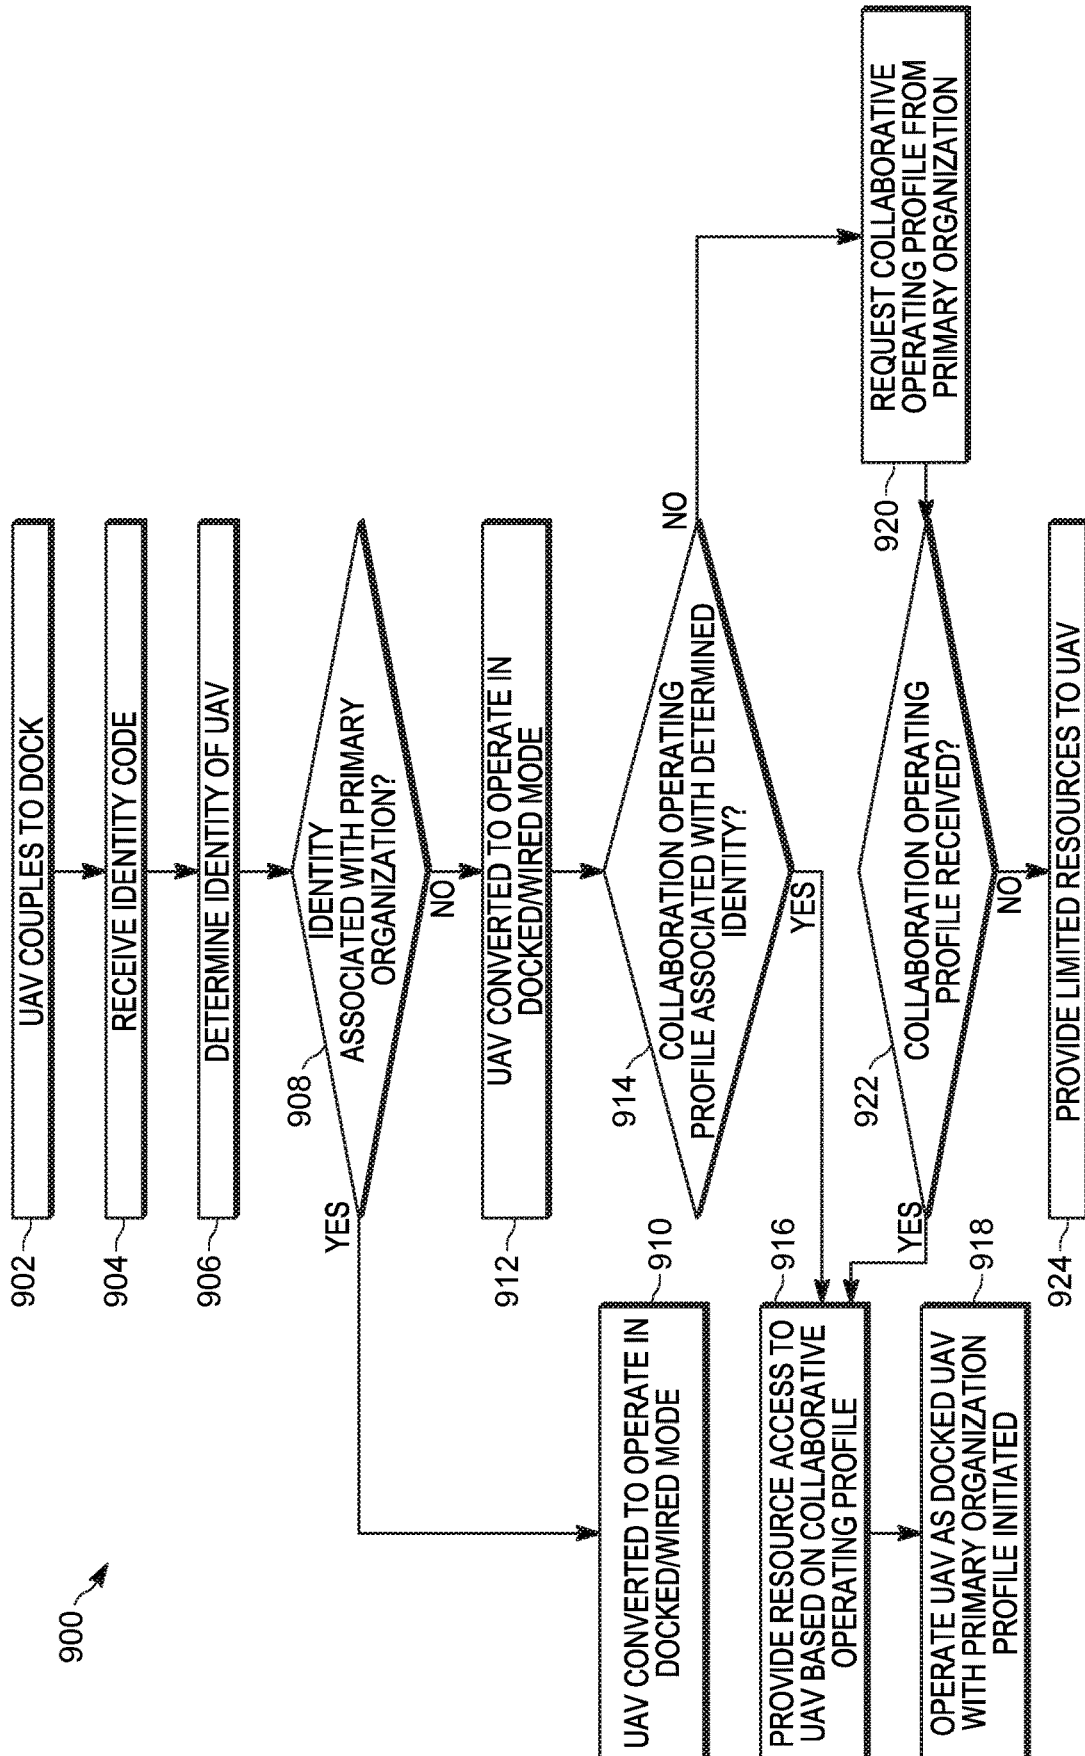 900
902
UAV COUPLES TO DOCK
904
RECEIVE IDENTITY CODE
906
DETERMINE IDENTITY OF UAV
908
IDENTITY
ASSOCIATED WITH PRIMARY
ORGANIZATION?
YES
NO
912
UAV CONVERTED TO OPERATE IN
DOCKED/WIRED MODE
910
UAV CONVERTED TO OPERATE IN
DOCKED/WIRED MODE
914
COLLABORATION OPERATING
PROFILE ASSOCIATED WITH DETERMINED
IDENTITY?
NO
YES
916
PROVIDE RESOURCE ACCESS TO
UAV BASED ON COLLABORATIVE
OPERATING PROFILE
920
REQUEST COLLABORATIVE
OPERATING PROFILE FROM
PRIMARY ORGANIZATION
922
COLLABORATION OPERATING
PROFILE RECEIVED?
YES
NO
918
OPERATE UAV AS DOCKED UAV
WITH PRIMARY ORGANIZATION
PROFILE INITIATED
924
PROVIDE LIMITED RESOURCES TO UAV